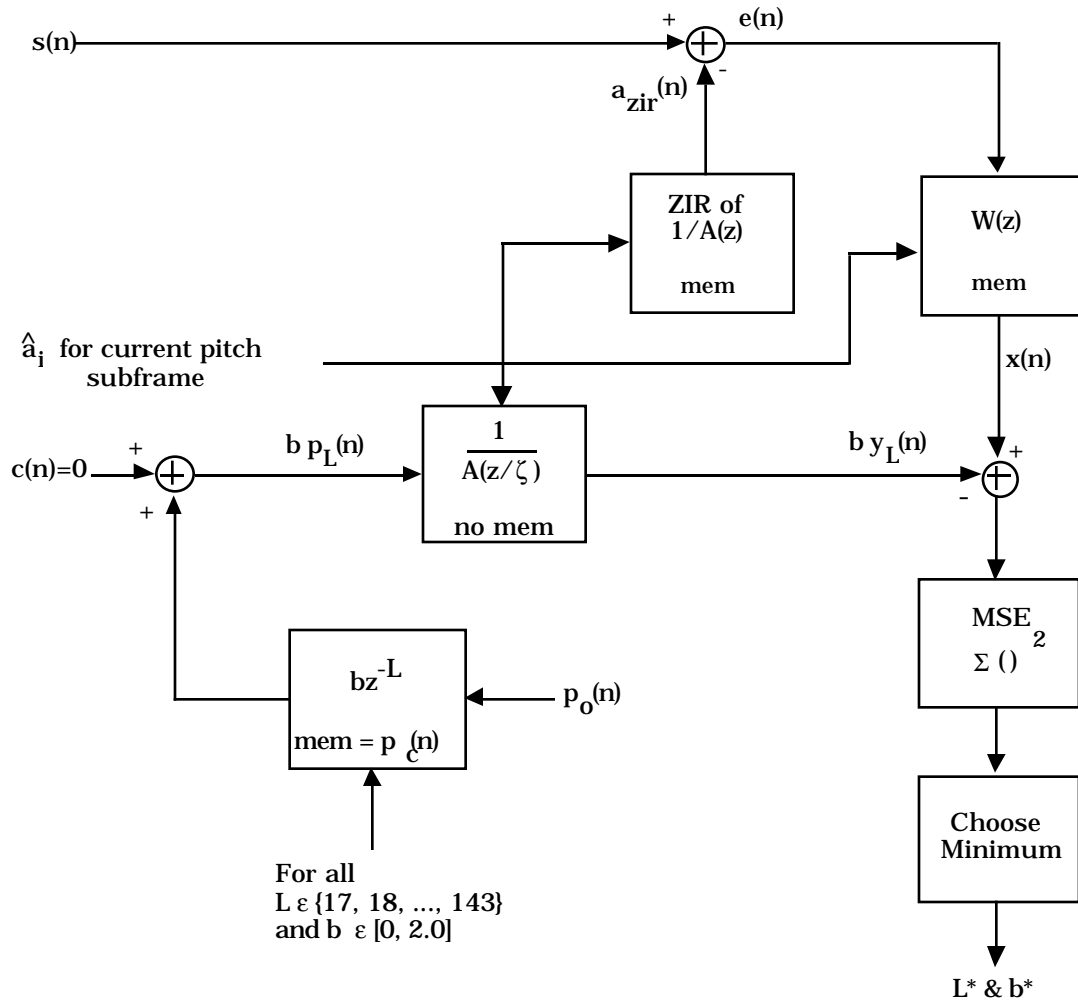 s(n)
+
e(n)
-
a_zir(n)
ZIR of
1/A(z)
mem
W(z)
mem
â_i for current pitch
subframe
x(n)
+
c(n)=0
b p_L(n)
1
A(z/ζ)
no mem
b y_L(n)
+
-
+
MSE
Σ ()²
bz^-L
mem = p_c(n)
p_o(n)
Choose
Minimum
For all
L ε {17, 18, ..., 143}
and b ε [0, 2.0]
L* & b*